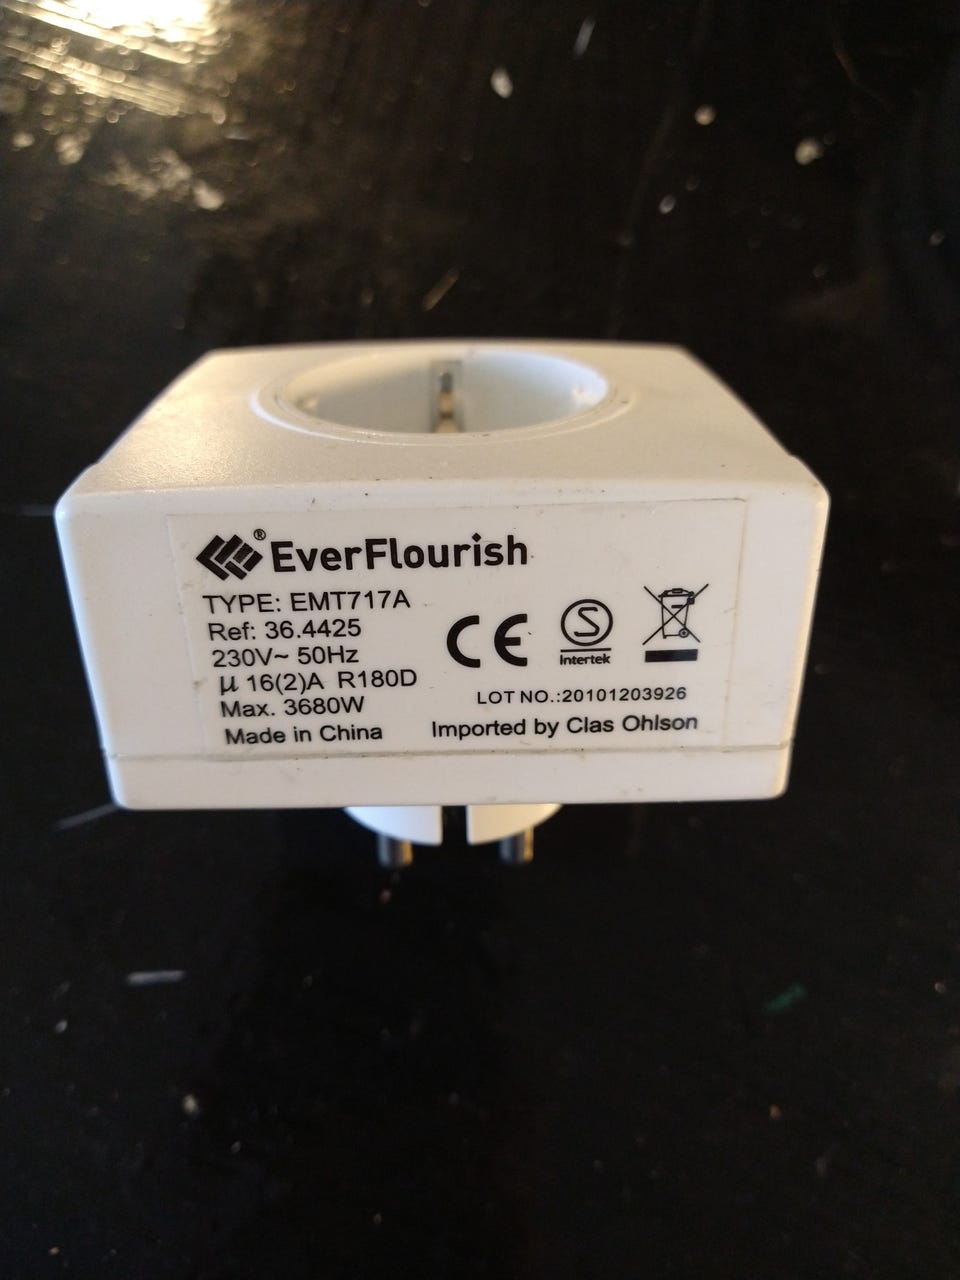 ® EverFlourish
TYPE: EMT717A
Ref: 36.4425
230V~ 50Hz
µ 16(2)A R180D
Max. 3680W
Made in China
CE
S
Intertek
LOT NO.:20101203926
Imported by Clas Ohlson